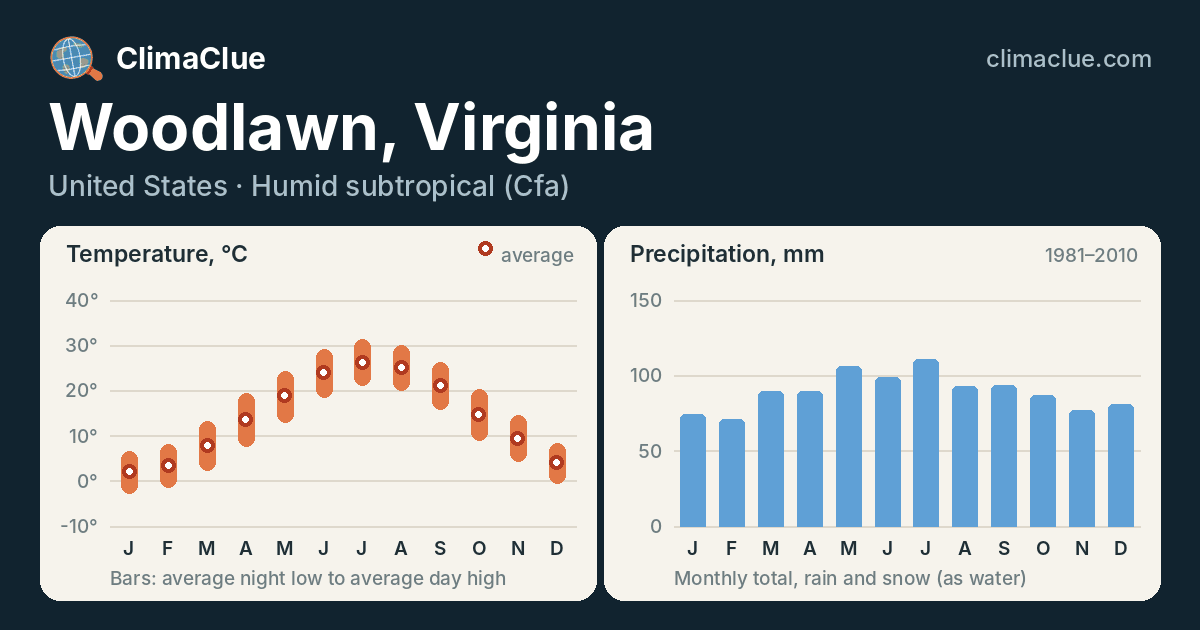 ClimaClue
climaclue.com
Woodlawn, Virginia
United States · Humid subtropical (Cfa)
Temperature, °C
average
40°
30°
20°
10°
0°
-10°
J F M A M J J A S O N D
Bars: average night low to average day high
Precipitation, mm
1981–2010
150
100
50
0
J F M A M J J A S O N D
Monthly total, rain and snow (as water)